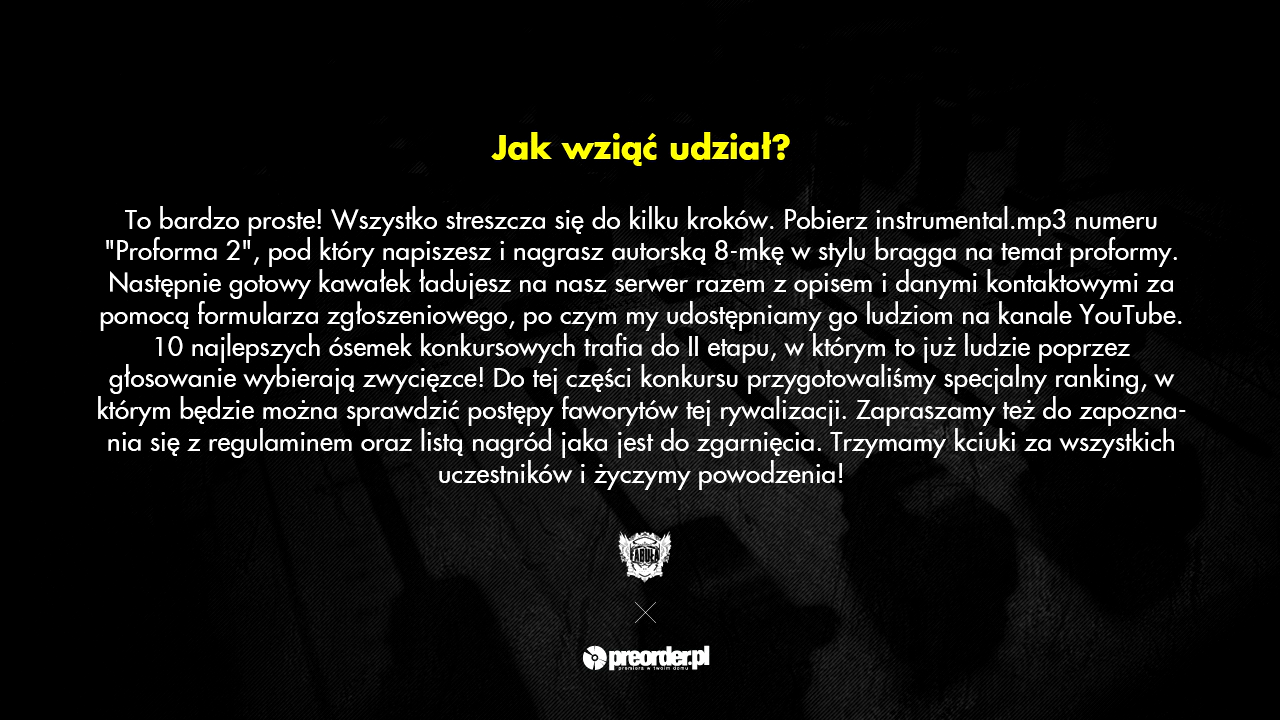 Jak wziąć udział?
To bardzo proste! Wszystko streszcza się do kilku kroków. Pobierz instrumental.mp3 numeru
"Proforma 2", pod który napiszesz i nagrasz autorską 8-mkę w stylu bragga na temat proformy.
Następnie gotowy kawałek ładujesz na nasz serwer razem z opisem i danymi kontaktowymi za
pomocą formularza zgłoszeniowego, po czym my udostępniamy go ludziom na kanale YouTube.
10 najlepszych ósemek konkursowych trafia do II etapu, w którym to już ludzie poprzez
głosowanie wybierają zwycięzce! Do tej części konkursu przygotowaliśmy specjalny ranking, w
którym będzie można sprawdzić postępy faworytów tej rywalizacji. Zapraszamy też do zapozna-
nia się z regulaminem oraz listą nagród jaka jest do zgarnięcia. Trzymamy kciuki za wszystkich
uczestników i życzymy powodzenia!
FABUŁA
preorder.pl
premiera w twoim domu